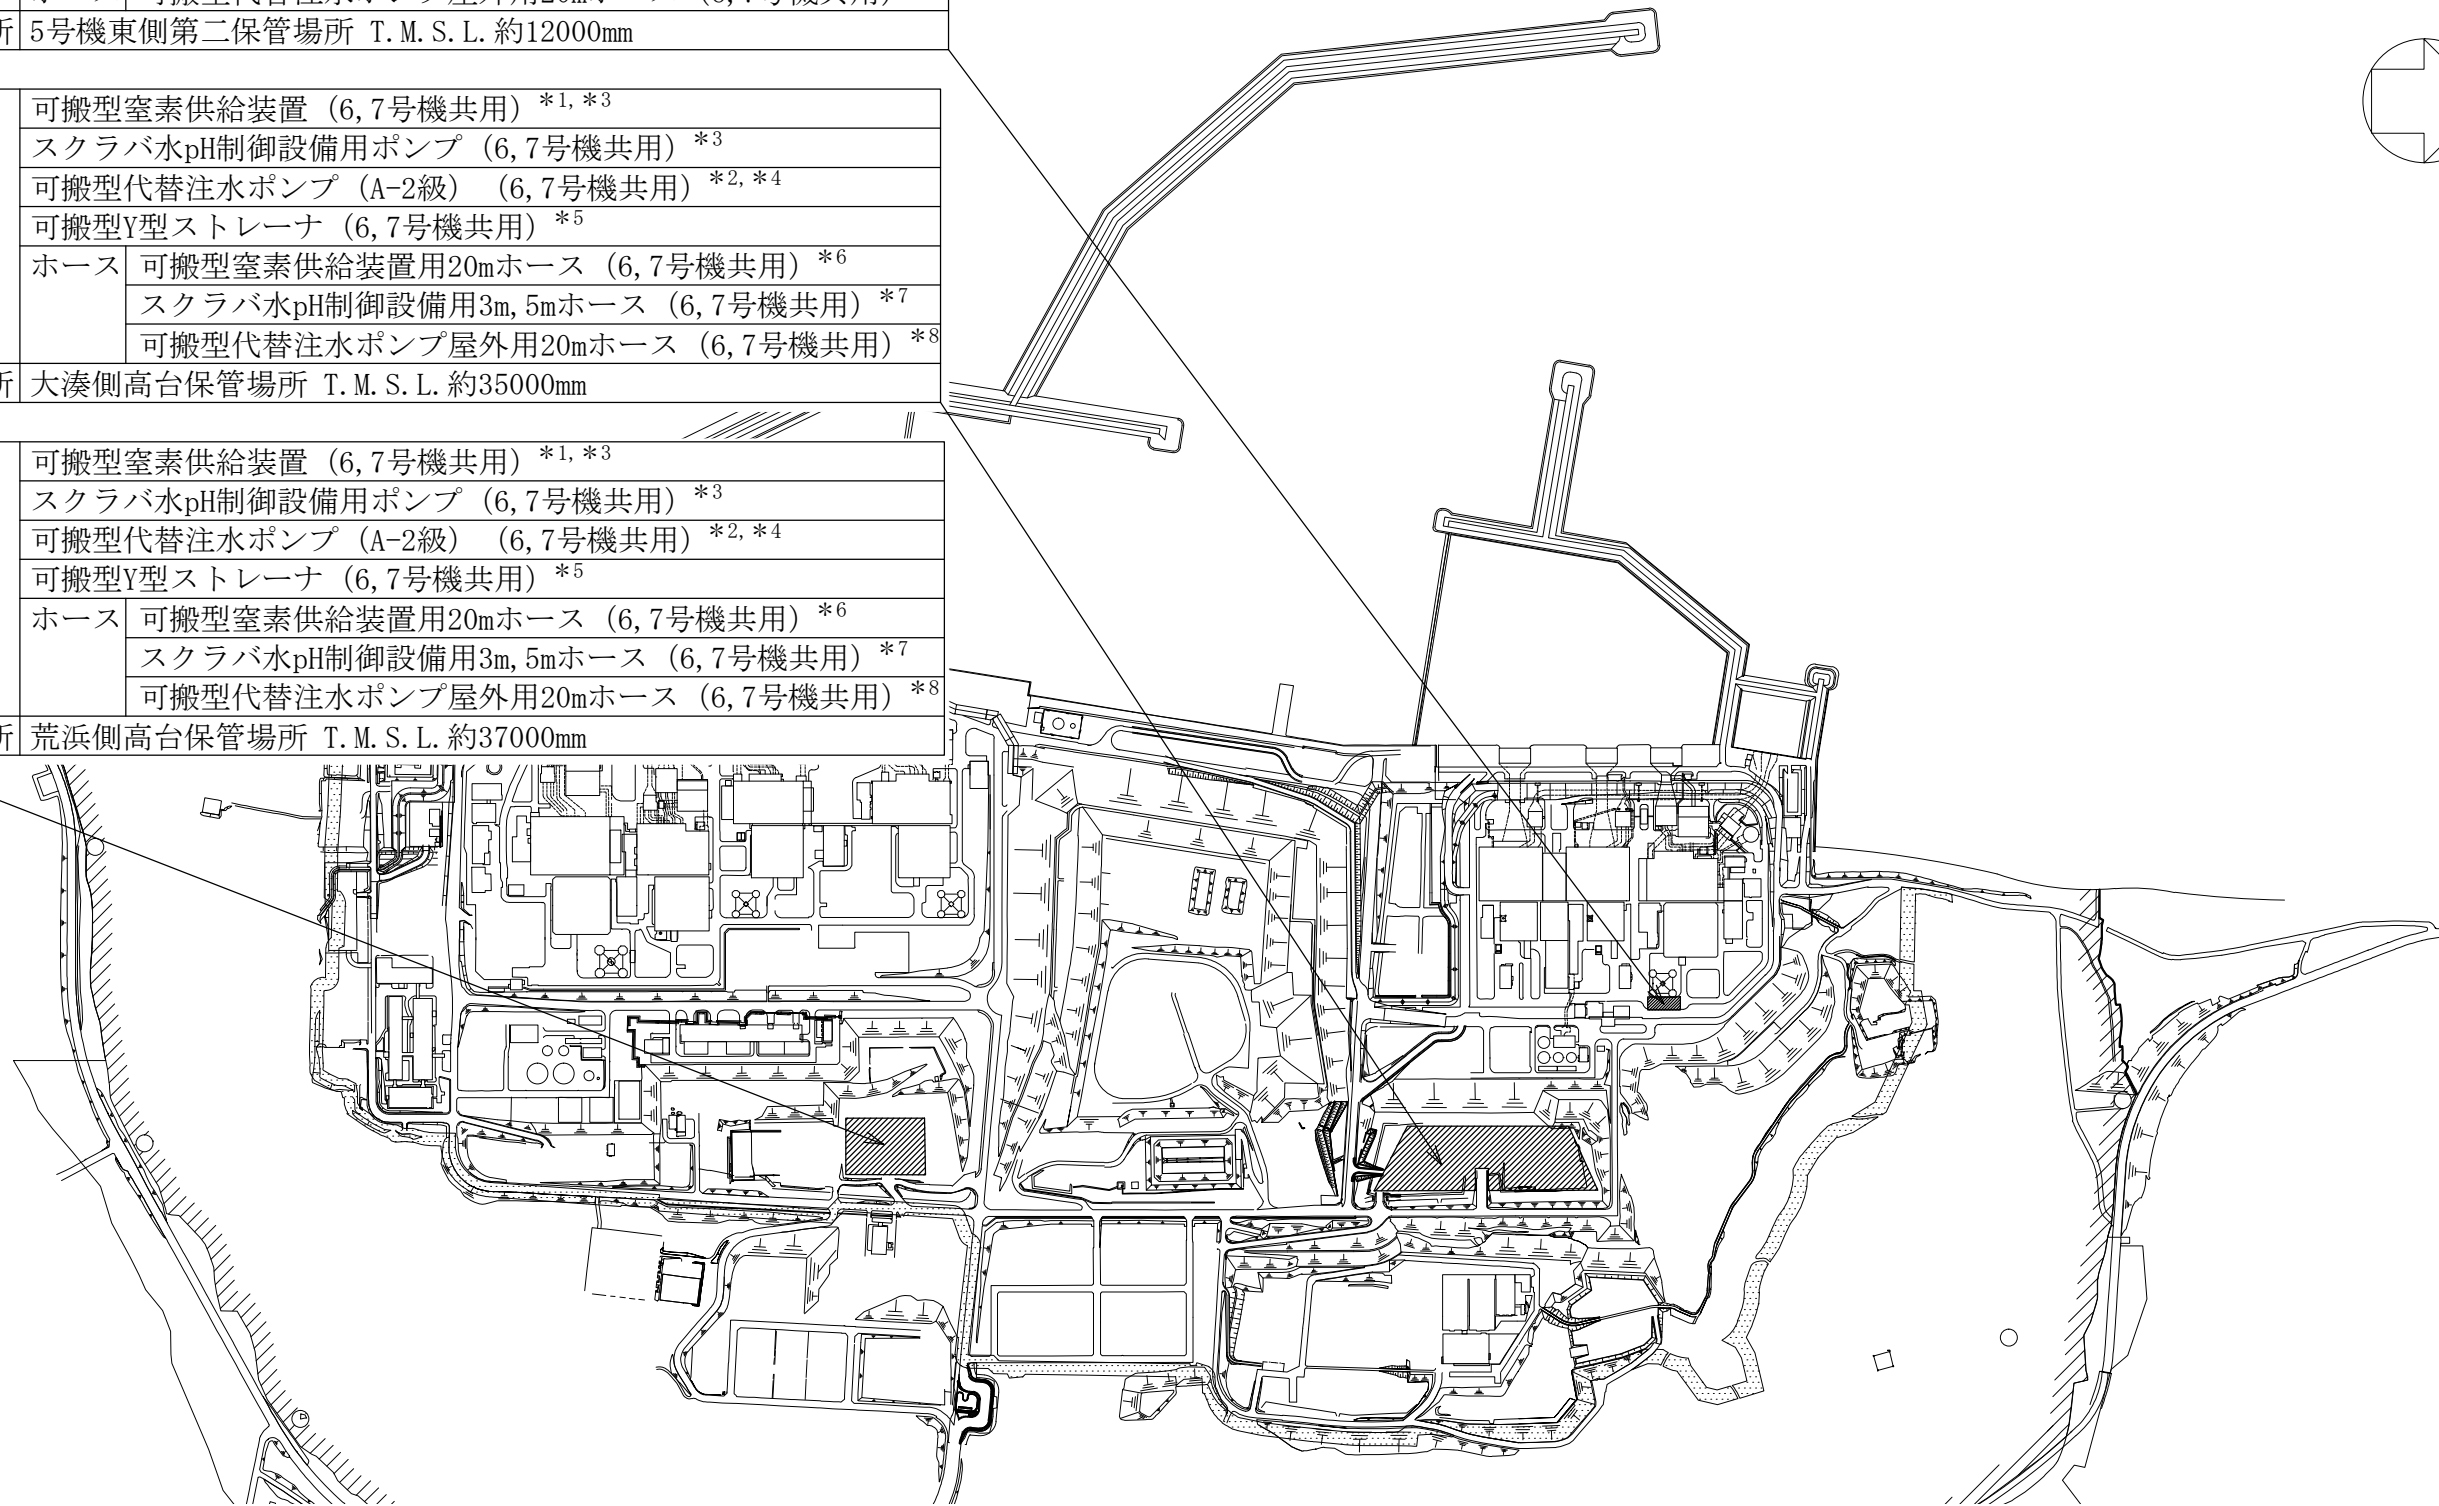 5号機東側第二保管場所 T.M.S.L.約12000mm
可搬型窒素供給装置（6,7号機共用）*1,*3
スクラバ水pH制御設備用ポンプ（6,7号機共用）*3
可搬型代替注水ポンプ（A-2級）（6,7号機共用）*2,*4
可搬型Y型ストレーナ（6,7号機共用）*5
ホース 可搬型窒素供給装置用20mホース（6,7号機共用）*6
スクラバ水pH制御設備用3m,5mホース（6,7号機共用）*7
可搬型代替注水ポンプ屋外用20mホース（6,7号機共用）*8
所 大湊側高台保管場所 T.M.S.L.約35000mm
可搬型窒素供給装置（6,7号機共用）*1,*3
スクラバ水pH制御設備用ポンプ（6,7号機共用）*3
可搬型代替注水ポンプ（A-2級）（6,7号機共用）*2,*4
可搬型Y型ストレーナ（6,7号機共用）*5
ホース 可搬型窒素供給装置用20mホース（6,7号機共用）*6
スクラバ水pH制御設備用3m,5mホース（6,7号機共用）*7
可搬型代替注水ポンプ屋外用20mホース（6,7号機共用）*8
所 荒浜側高台保管場所 T.M.S.L.約37000mm